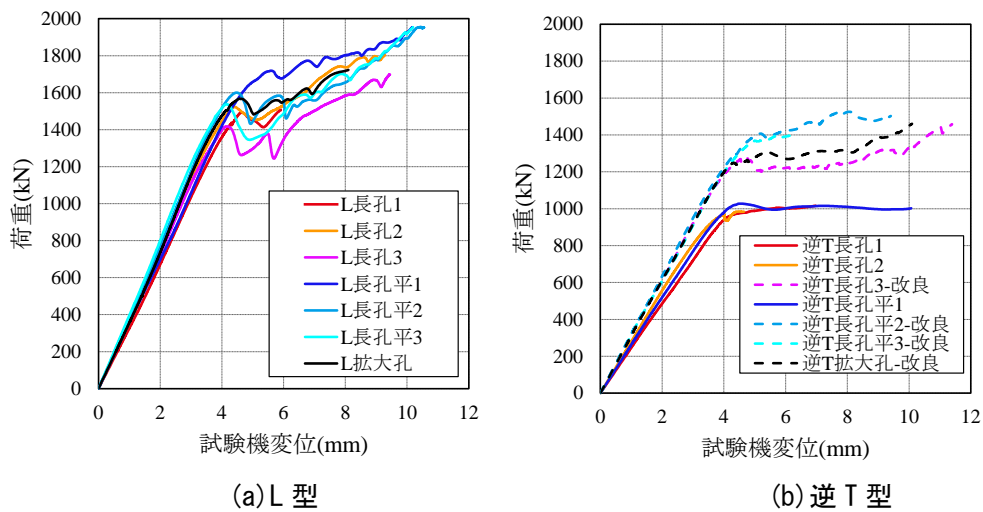 2000
1800
1600
1400
1200
1000
800
600
400
200
0
荷重(kN)
0
2
4
6
8
10
12
試験機変位(mm)
L長孔1
L長孔2
L長孔3
L長孔平1
L長孔平2
L長孔平3
L拡大孔
(a)L 型
2000
1800
1600
1400
1200
1000
800
600
400
200
0
荷重(kN)
0
2
4
6
8
10
12
試験機変位(mm)
逆T長孔1
逆T長孔2
逆T長孔3-改良
逆T長孔平1
逆T長孔平2-改良
逆T長孔平3-改良
逆T拡大孔-改良
(b)逆 T 型